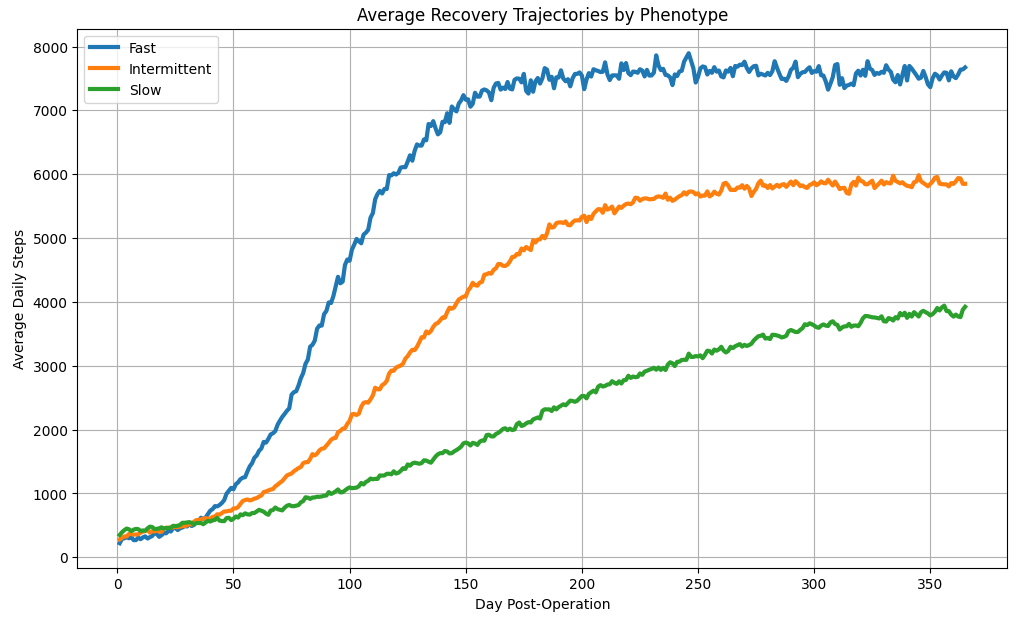 Average Recovery Trajectories by Phenotype
Fast
Intermittent
Slow
8000
7000
6000
5000
4000
3000
2000
1000
0
Average Daily Steps
0 50 100 150 200 250 300 350
Day Post-Operation